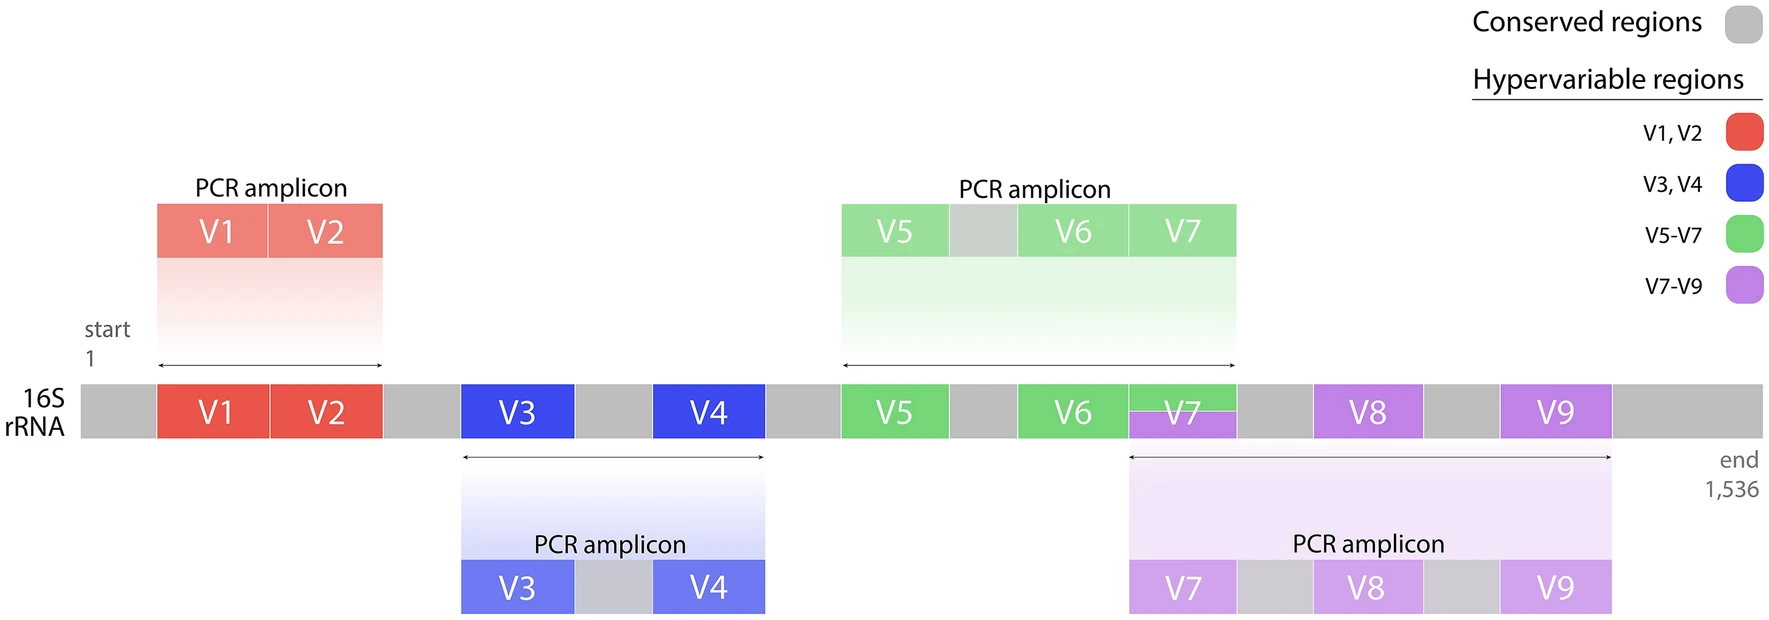 Conserved regions
Hypervariable regions
V1, V2
V3, V4
V5-V7
V7-V9
PCR amplicon
V1 V2
PCR amplicon
V5 V6 V7
start
1
16S
rRNA
V1 V2 V3 V4 V5 V6 V7 V8 V9
end
1,536
PCR amplicon
V3 V4
PCR amplicon
V7 V8 V9